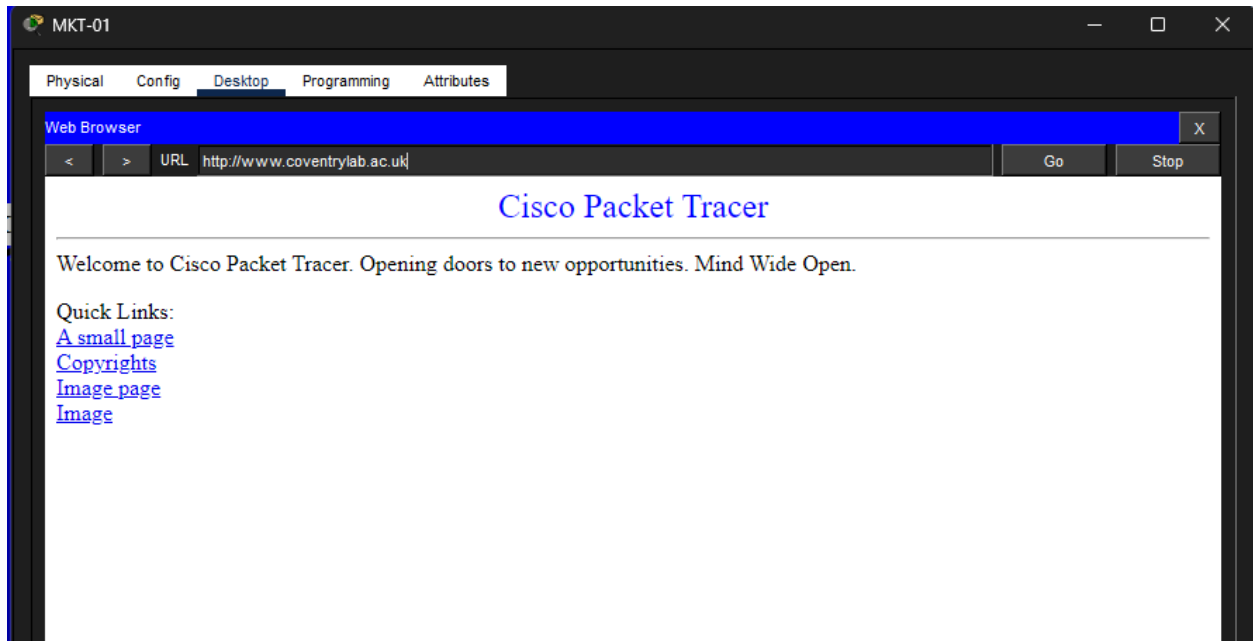 MKT-01
Physical Config Desktop Programming Attributes
Web Browser X
< > URL http://www.coventrylab.ac.uk Go Stop
Cisco Packet Tracer
Welcome to Cisco Packet Tracer. Opening doors to new opportunities. Mind Wide Open.
Quick Links:
A small page
Copyrights
Image page
Image